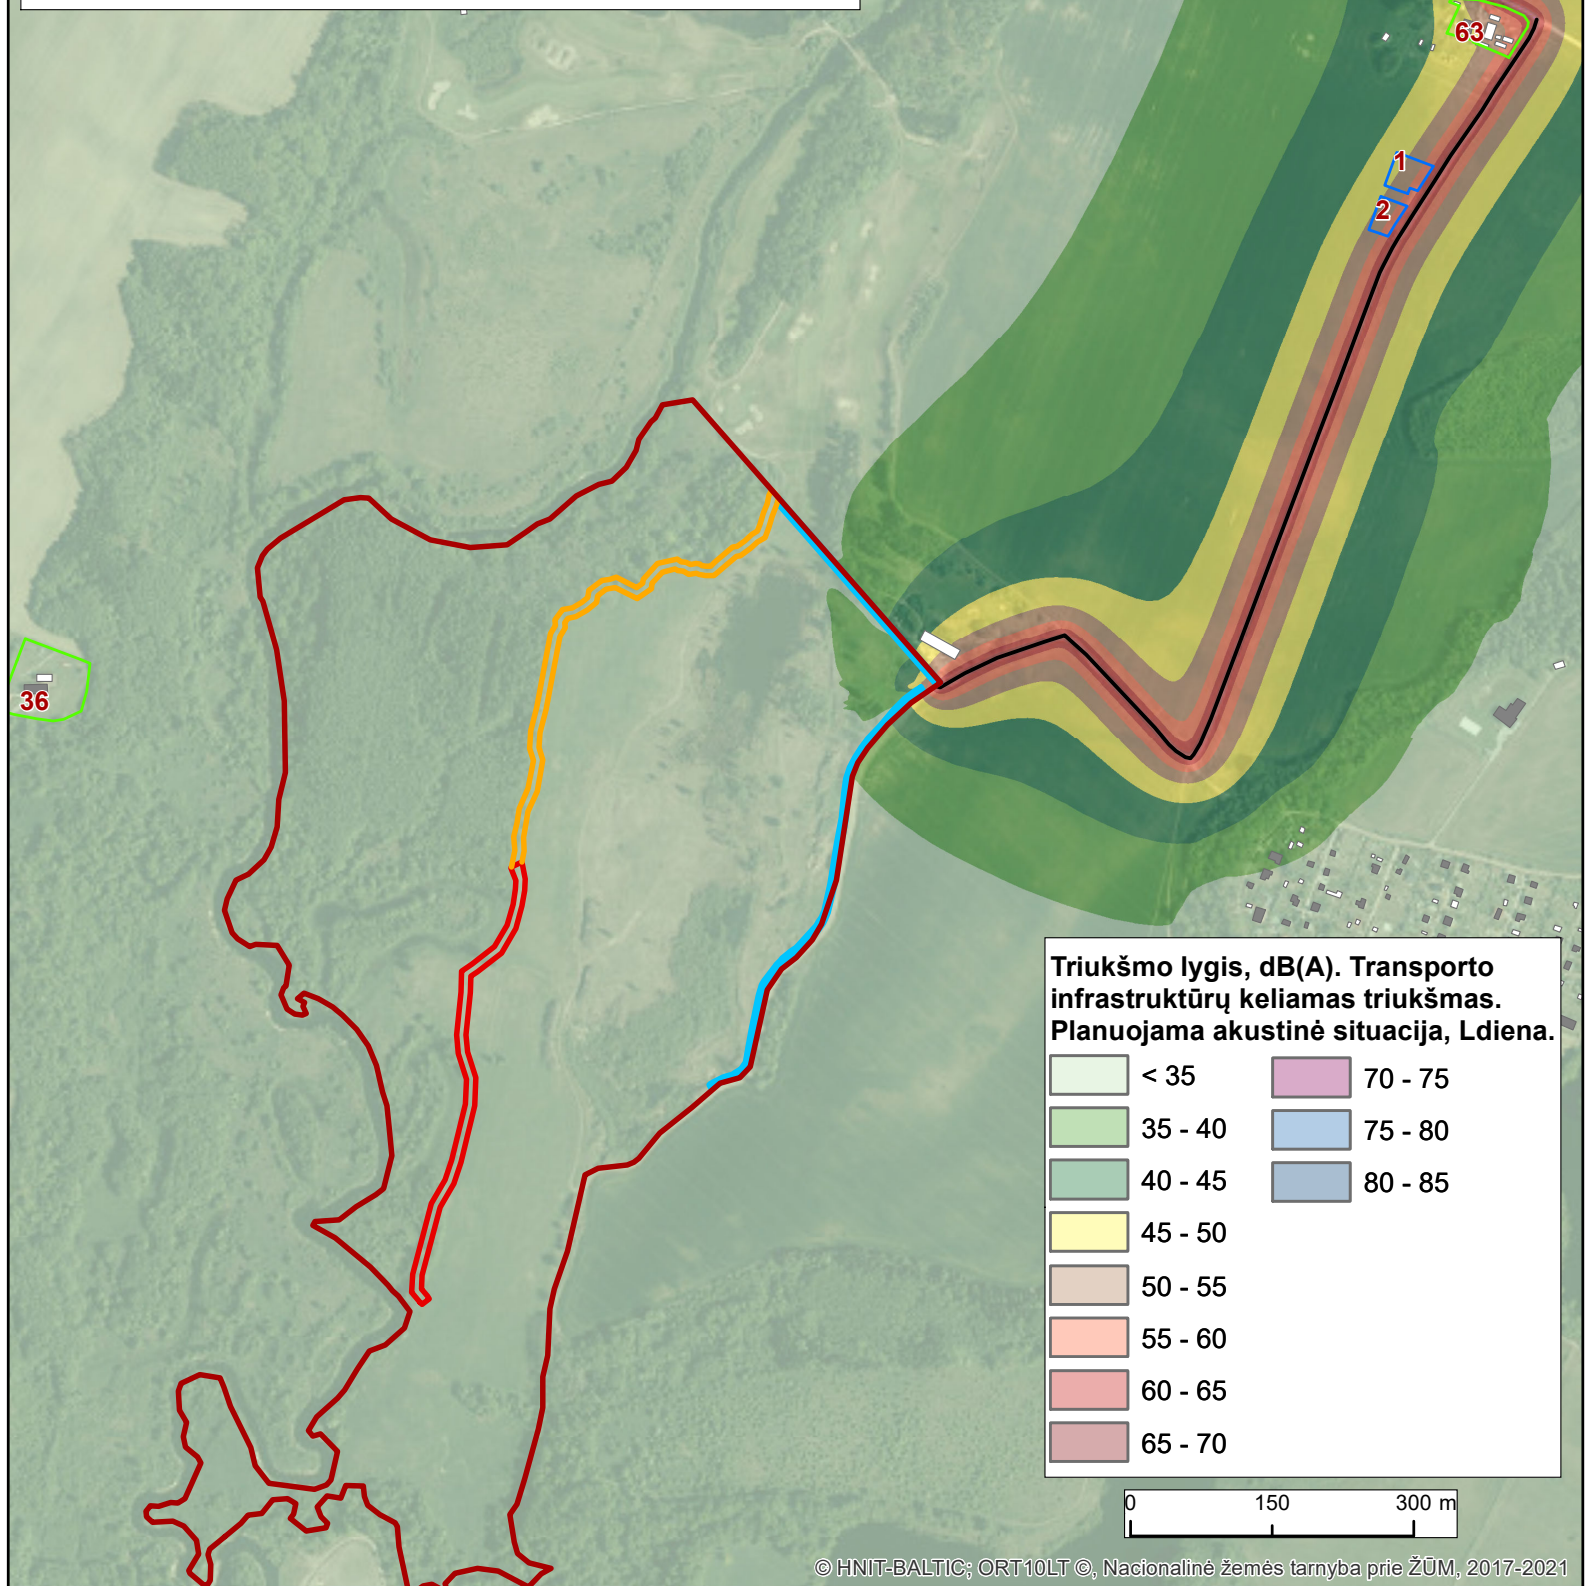 63
1
2
36
Triukšmo lygis, dB(A). Transporto
infrastruktūrų keliamas triukšmas.
Planuojama akustinė situacija, Ldiena.
< 35
35 - 40
40 - 45
45 - 50
50 - 55
55 - 60
60 - 65
65 - 70
70 - 75
75 - 80
80 - 85
0 150 300 m
© HNIT-BALTIC; ORT10LT ©, Nacionalinė žemės tarnyba prie ŽŪM, 2017-2021